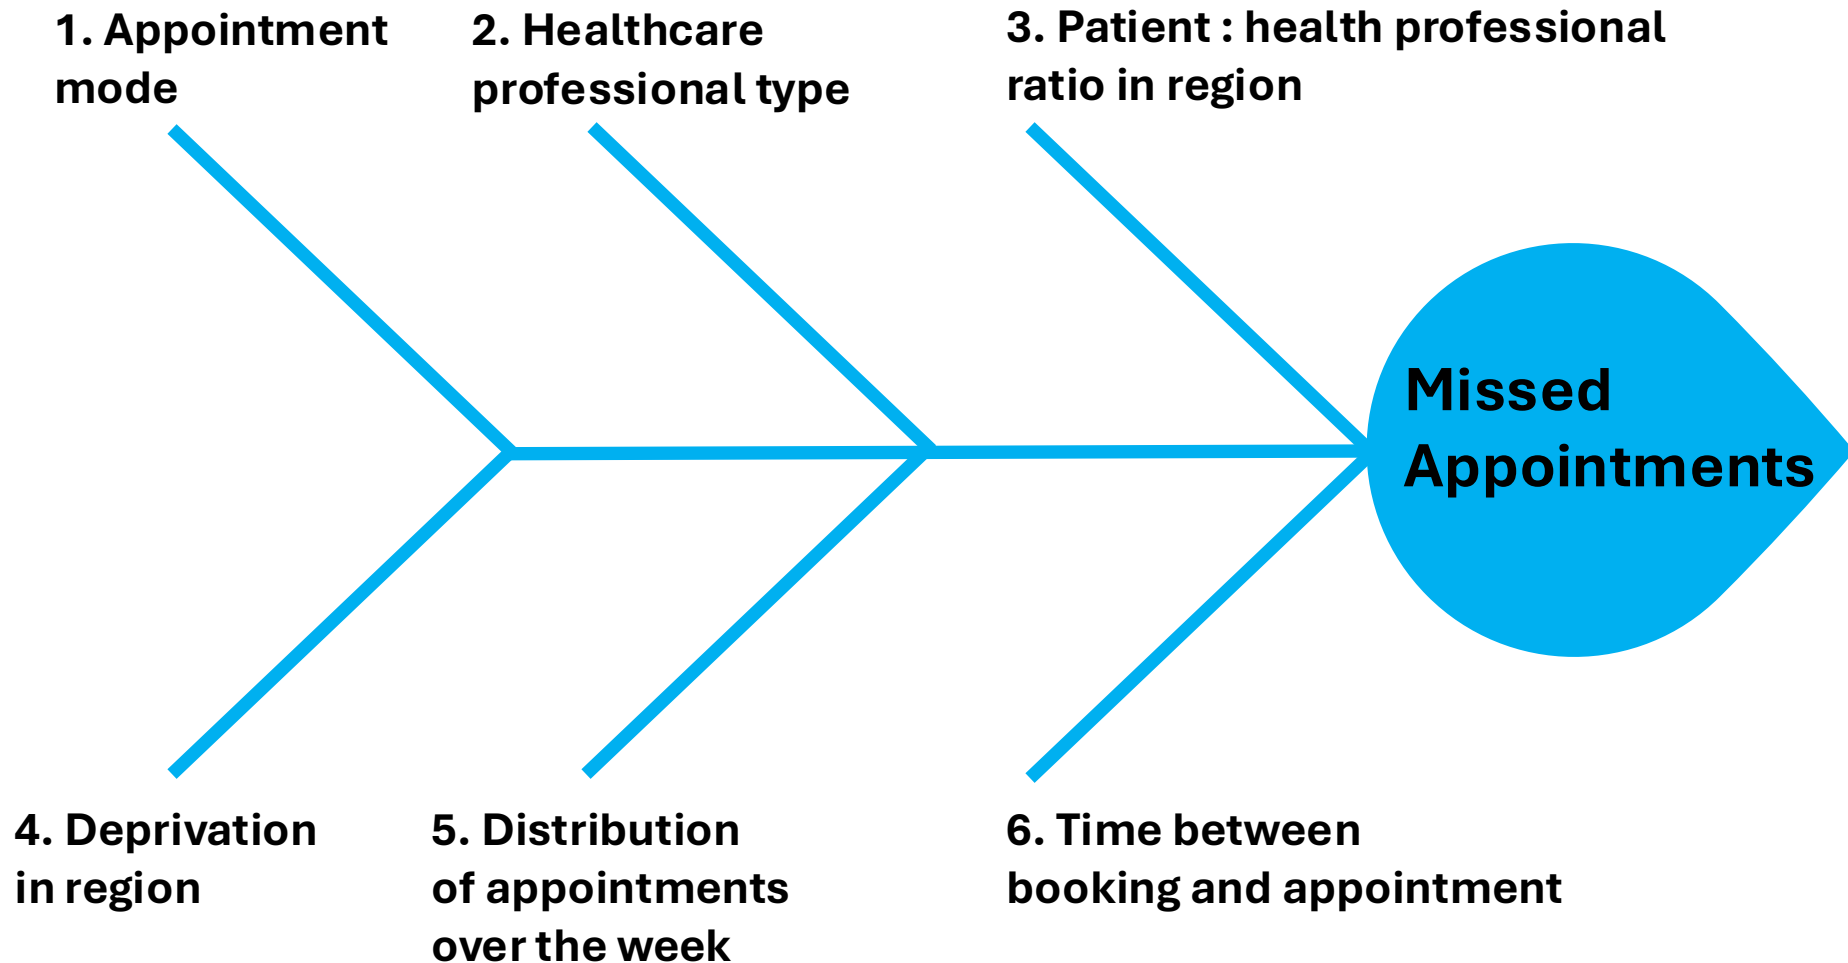 1. Appointment
mode
2. Healthcare
professional type
3. Patient : health professional
ratio in region
Missed
Appointments
4. Deprivation
in region
5. Distribution
of appointments
over the week
6. Time between
booking and appointment